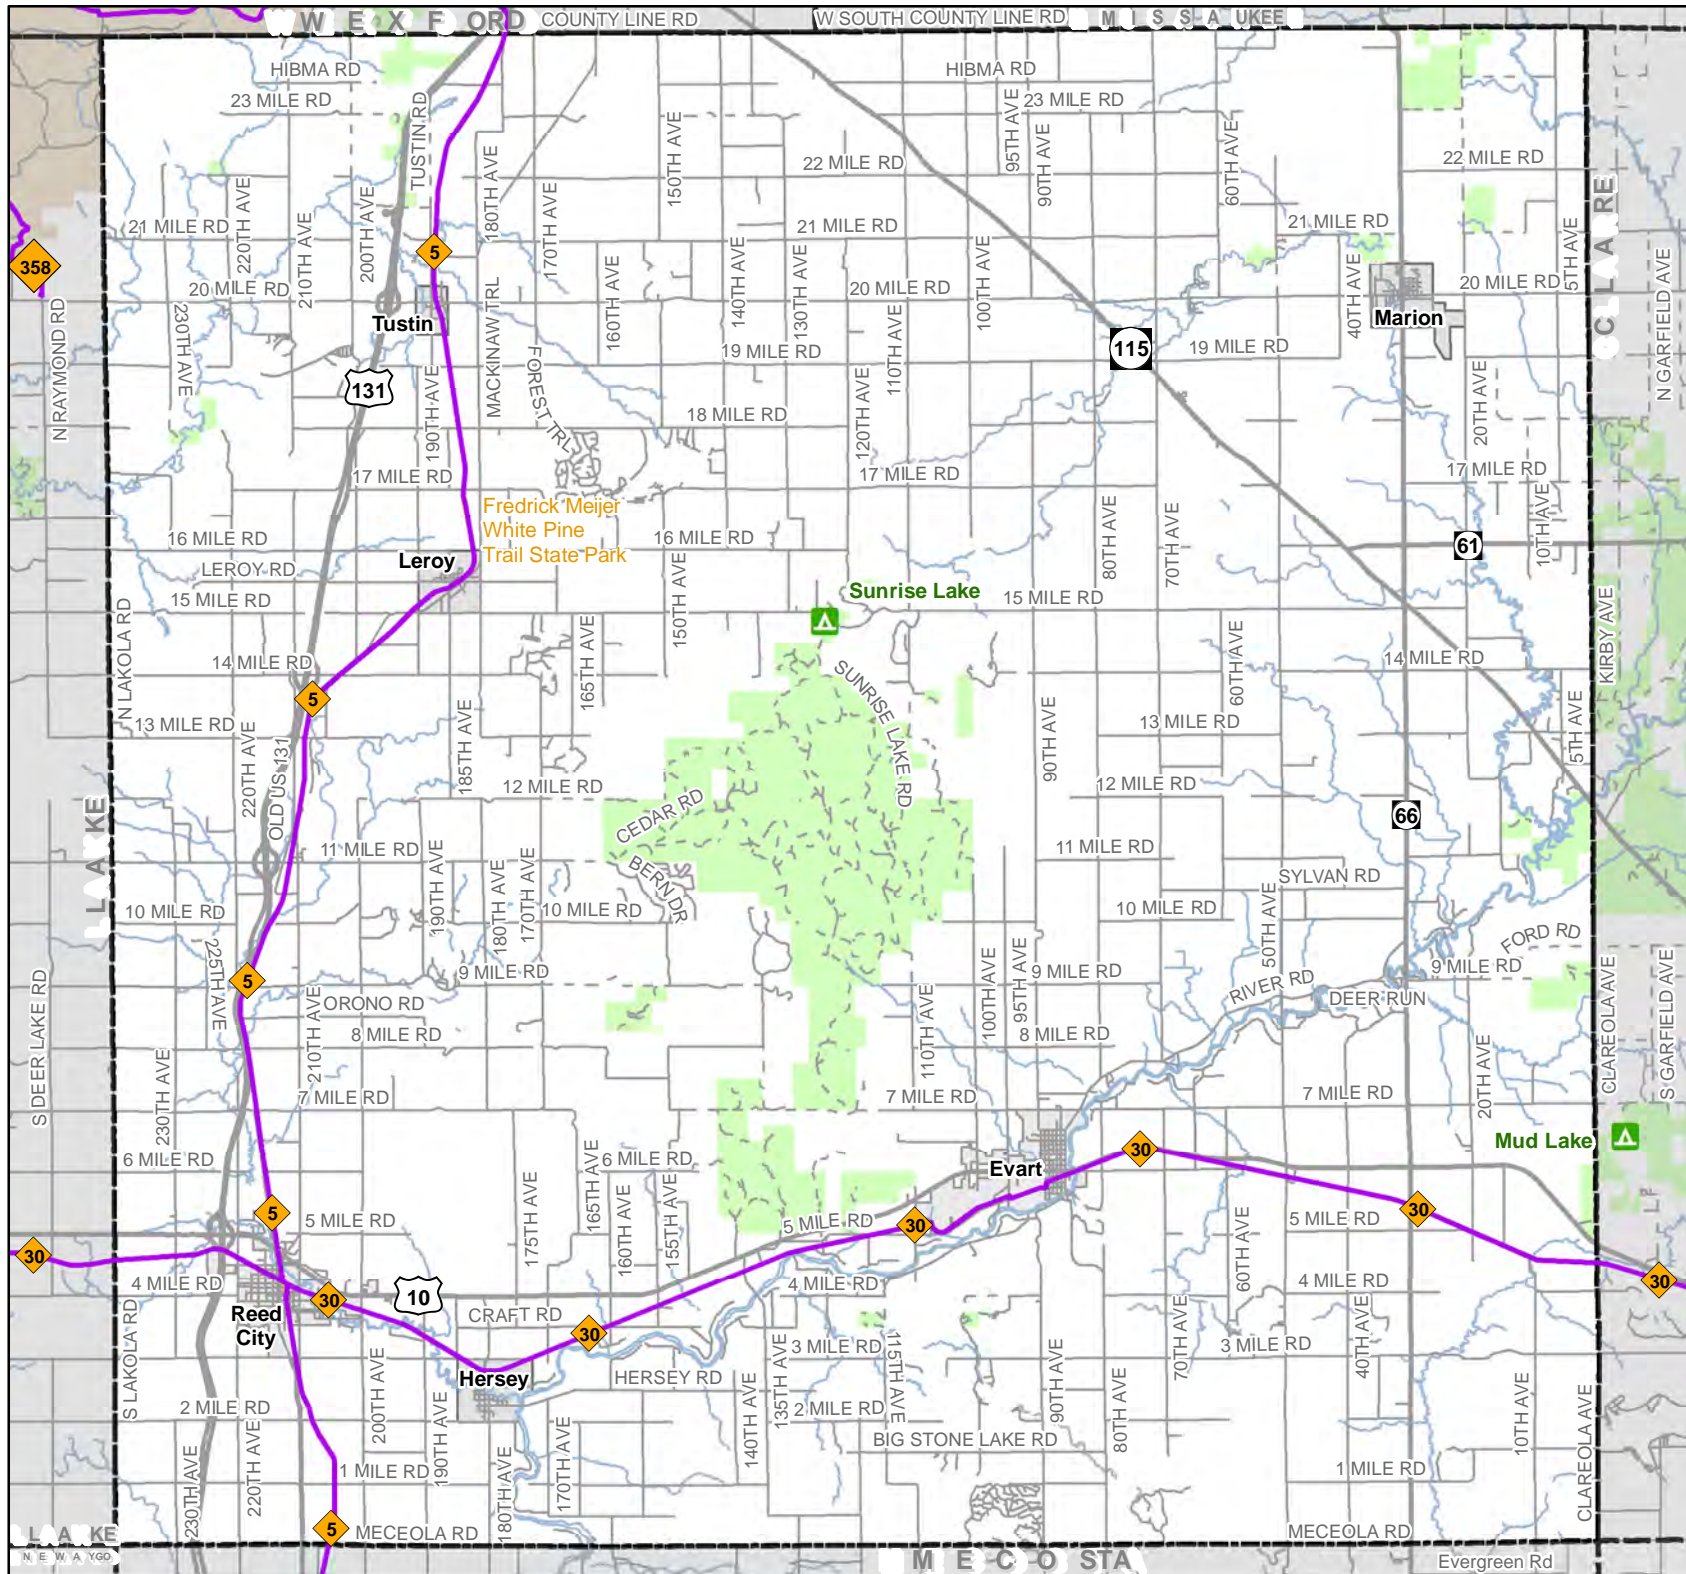 WEXFORD
COUNTY LINE RD
W SOUTH COUNTY LINE RD
MISSAUKEE
HIBMA RD
HIBMA RD
23 MILE RD
23 MILE RD
TUSTIN RD
95TH AVE
150TH AVE
60TH AVE
22 MILE RD
22 MILE RD
180TH AVE
90TH AVE
CLARE
220TH AVE
200TH AVE
170TH AVE
21 MILE RD
21 MILE RD
21 MILE RD
210TH AVE
5TH AVE
5
358
140TH AVE
130TH AVE
100TH AVE
160TH AVE
40TH AVE
N GARFIELD AVE
20 MILE RD
20 MILE RD
20 MILE RD
N RAYMOND RD
220TH AVE
MACKINAW TRL
110TH AVE
Tustin
Marion
115
19 MILE RD
19 MILE RD
FOREST TRL
190TH AVE
120TH AVE
20TH AVE
131
18 MILE RD
17 MILE RD
17 MILE RD
17 MILE RD
10TH AVE
80TH AVE
70TH AVE
Fredrick Meijer
White Pine
Trail State Park
16 MILE RD
16 MILE RD
61
Leroy
LEROY RD
150TH AVE
Sunrise Lake
15 MILE RD
15 MILE RD
KIRBY AVE
N LAKOLA RD
165TH AVE
60TH AVE
14 MILE RD
14 MILE RD
SUNRISE LAKE RD
5
13 MILE RD
13 MILE RD
5TH AVE
220TH AVE
OLD US 131
185TH AVE
90TH AVE
12 MILE RD
12 MILE RD
LAKE
CEDAR RD
66
11 MILE RD
11 MILE RD
190TH AVE
180TH AVE
170TH AVE
BERN DR
SYLVAN RD
50TH AVE
10 MILE RD
10 MILE RD
10 MILE RD
FORD RD
225TH AVE
100TH AVE
95TH AVE
9 MILE RD
9 MILE RD
9 MILE RD
S DEER LAKE RD
5
RIVER RD
210TH AVE
ORONO RD
DEER RUN
110TH AVE
CLAREOLA AVE
S GARFIELD AVE
8 MILE RD
8 MILE RD
230TH AVE
20TH AVE
7 MILE RD
7 MILE RD
7 MILE RD
Mud Lake
6 MILE RD
6 MILE RD
Evart
30
175TH AVE
165TH AVE
160TH AVE
155TH AVE
5
5 MILE RD
5 MILE RD
30
30
5 MILE RD
60TH AVE
30
4 MILE RD
4 MILE RD
4 MILE RD
30
10
Reed
City
30
CRAFT RD
30
S LAKOLA RD
3 MILE RD
3 MILE RD
115TH AVE
70TH AVE
40TH AVE
Hersey
HERSEY RD
200TH AVE
190TH AVE
140TH AVE
135TH AVE
90TH AVE
80TH AVE
10TH AVE
CLAREOLA AVE
2 MILE RD
2 MILE RD
220TH AVE
230TH AVE
180TH AVE
170TH AVE
BIG STONE LAKE RD
1 MILE RD
1 MILE RD
5
MECEOLA RD
MECEOLA RD
LAKE
NEWAYGO
MECOSTA
Evergreen Rd